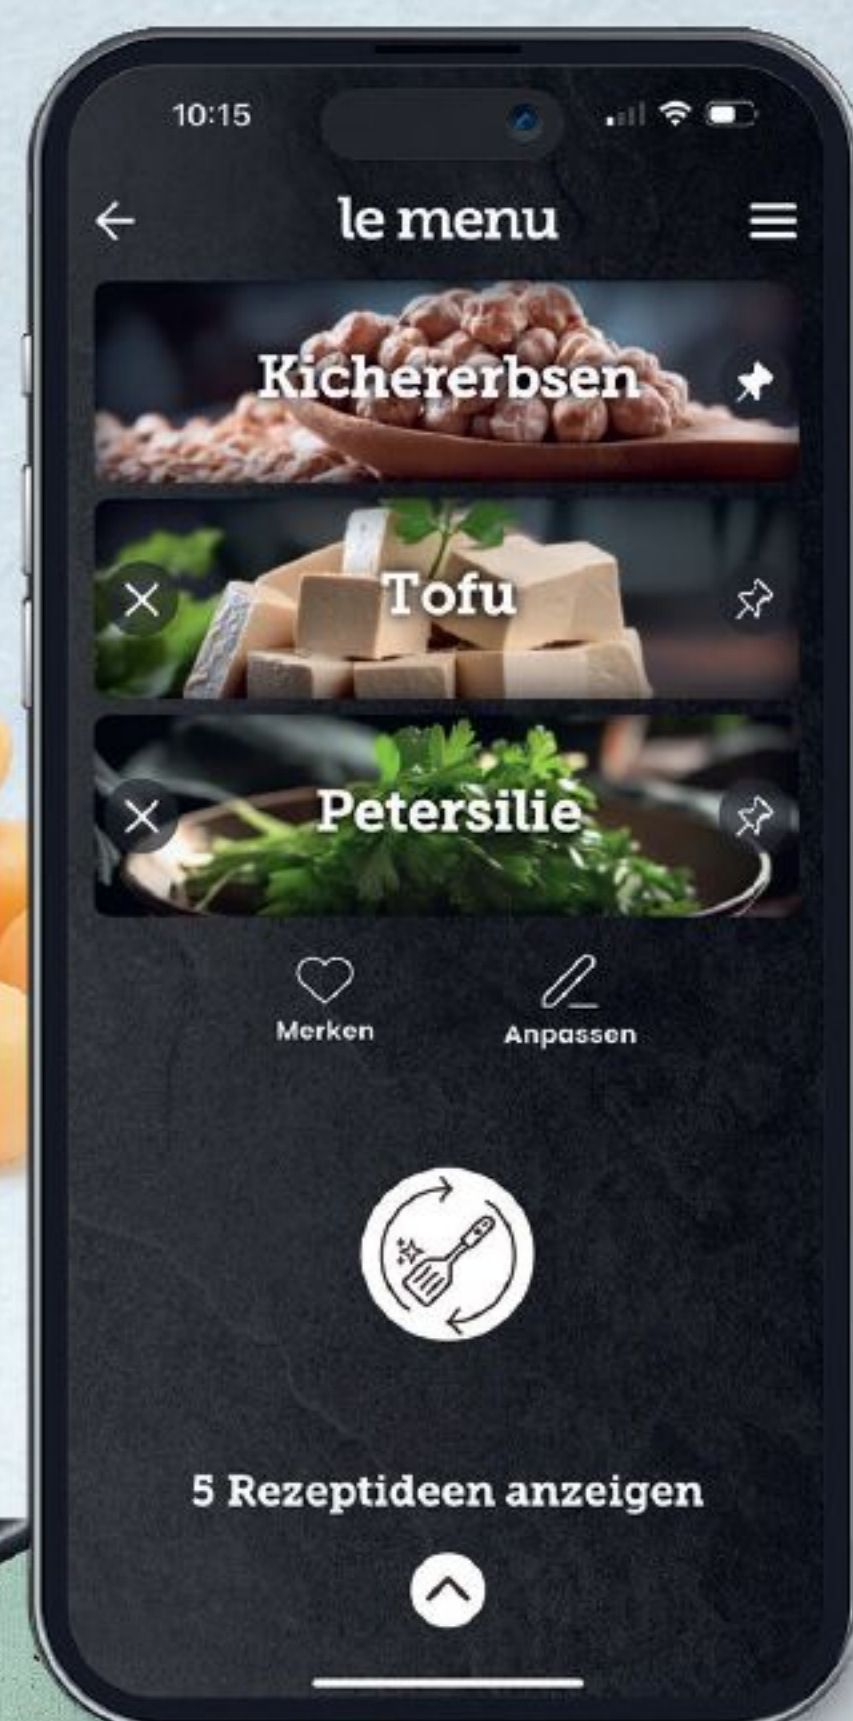 10:15
le menu
Kichererbsen
Tofu
Petersilie
Merken
Anpassen
5 Rezeptideen anzeigen